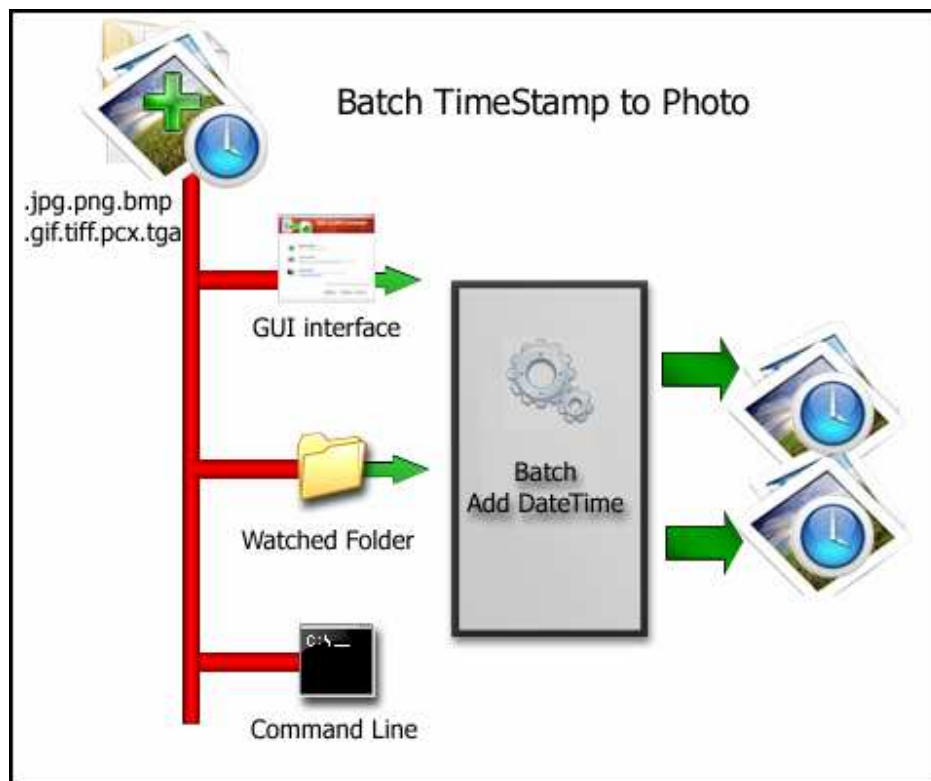 Batch TimeStamp to Photo
.jpg.png.bmp
.gif.tiff.pcx.tga
GUI interface
Batch
Add DateTime
Watched Folder
C:\_
Command Line